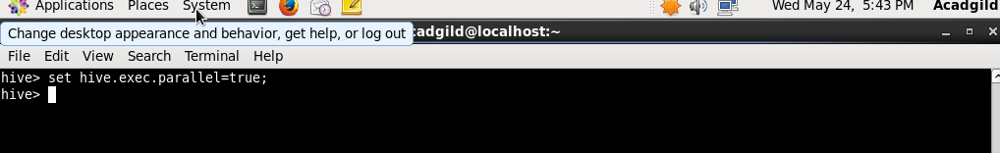 Applications Places System Wed May 24, 5:43 PM Acadgild
Change desktop appearance and behavior, get help, or log out
cadgild@localhost:~
File Edit View Search Terminal Help
hive> set hive.exec.parallel=true;
hive>